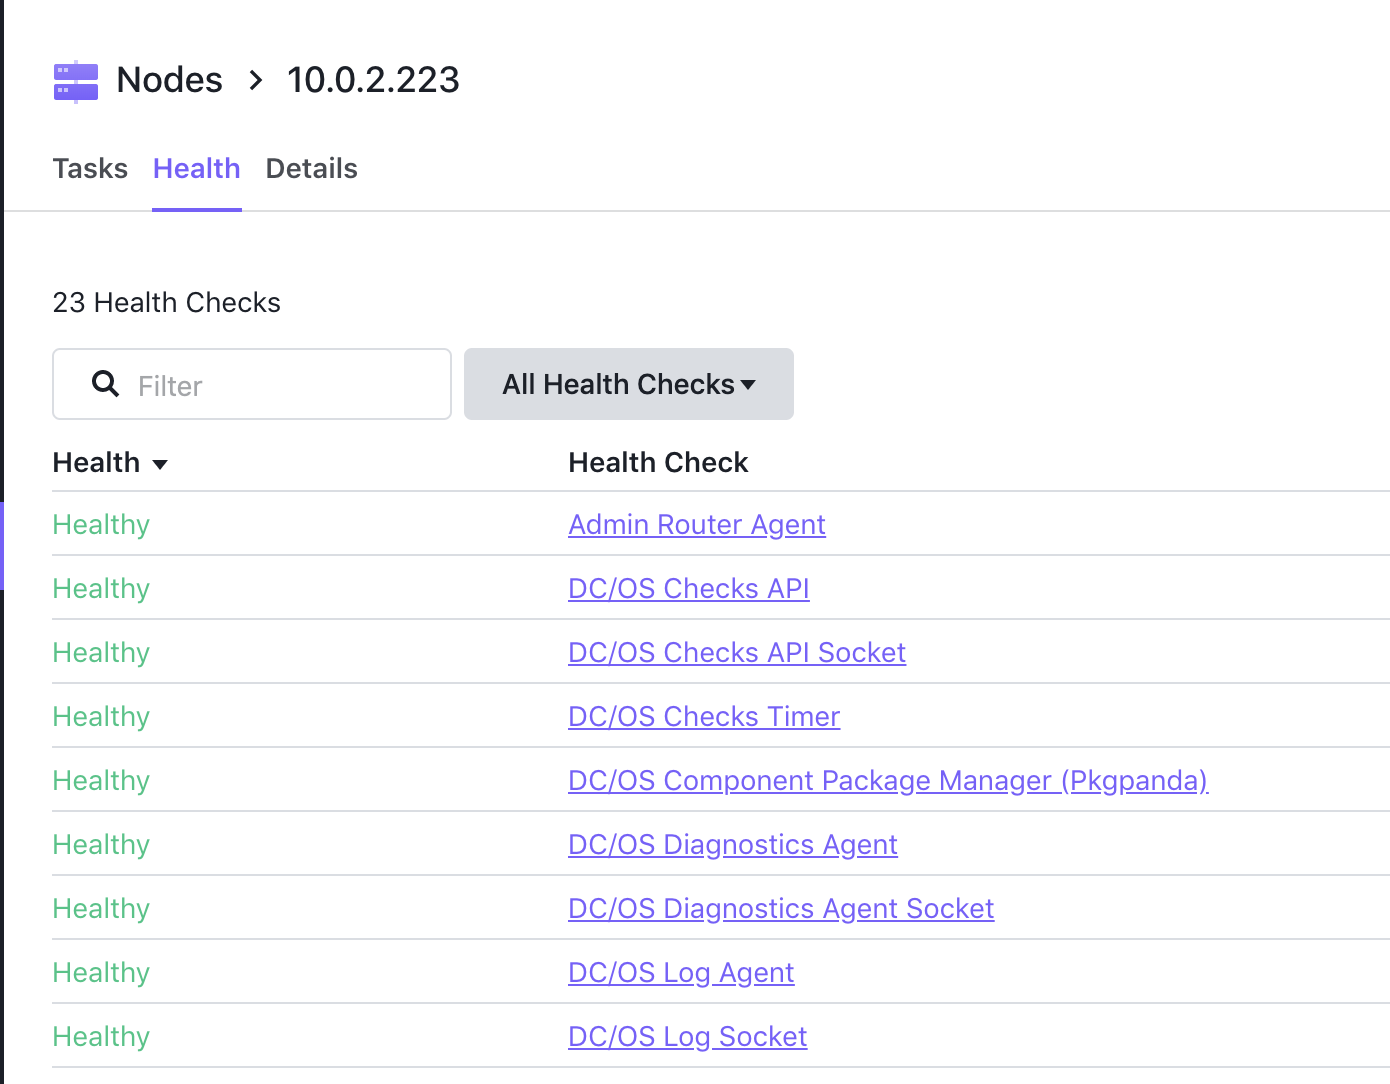 Nodes > 10.0.2.223
Tasks Health Details
23 Health Checks
Filter All Health Checks
Health Health Check
Healthy Admin Router Agent
Healthy DC/OS Checks API
Healthy DC/OS Checks API Socket
Healthy DC/OS Checks Timer
Healthy DC/OS Component Package Manager (Pkgpanda)
Healthy DC/OS Diagnostics Agent
Healthy DC/OS Diagnostics Agent Socket
Healthy DC/OS Log Agent
Healthy DC/OS Log Socket